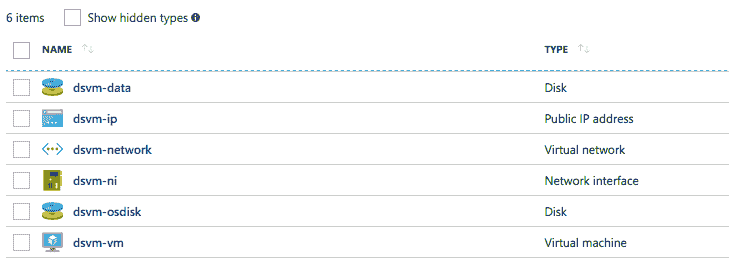 6 items Show hidden types
NAME TYPE
dsvm-data Disk
dsvm-ip Public IP address
dsvm-network Virtual network
dsvm-ni Network interface
dsvm-osdisk Disk
dsvm-vm Virtual machine